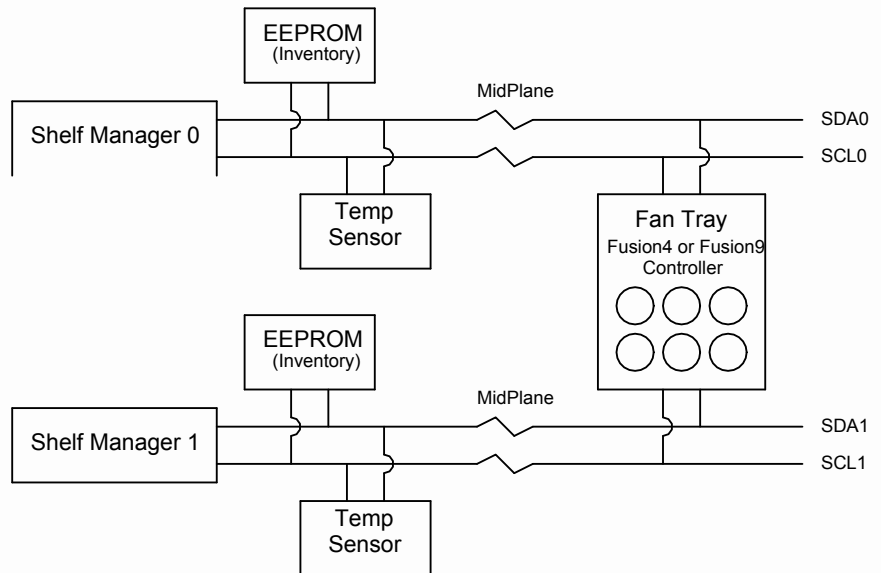 EEPROM
(Inventory)
MidPlane
SDA0
Shelf Manager 0
SCL0
Temp
Sensor
Fan Tray
Fusion4 or Fusion9
Controller
EEPROM
(Inventory)
MidPlane
SDA1
Shelf Manager 1
SCL1
Temp
Sensor